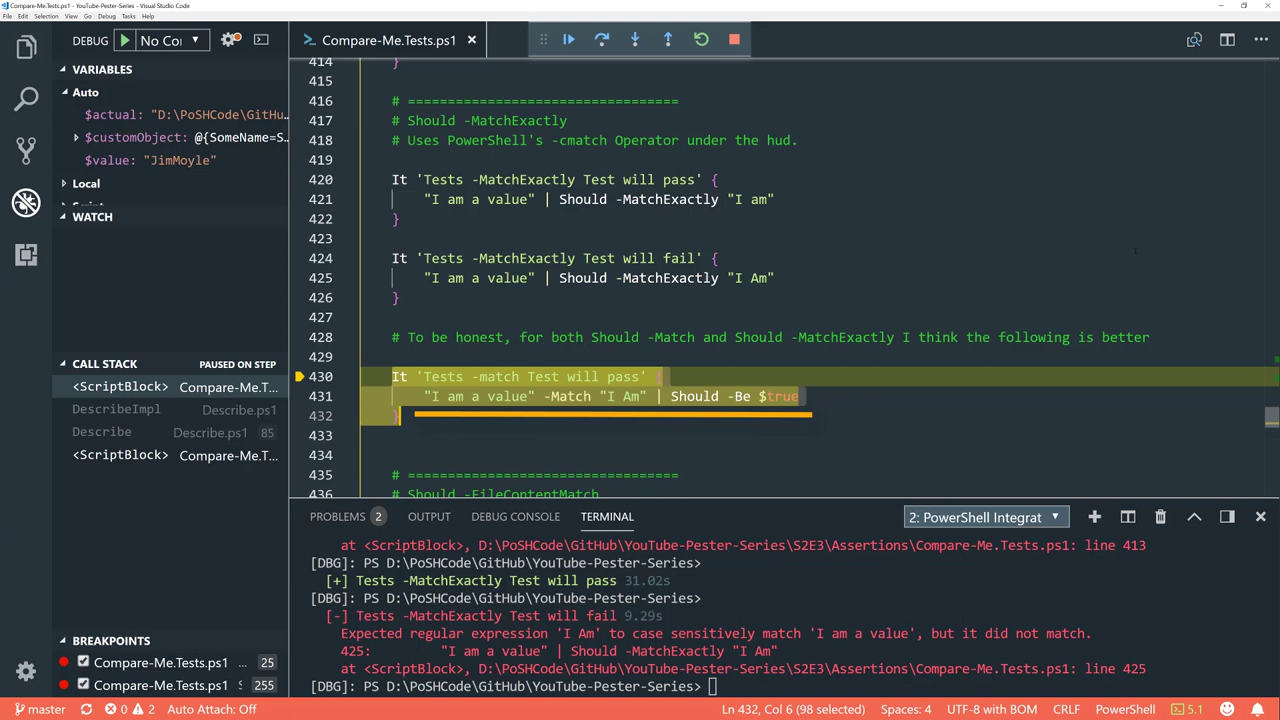 Compare-Me.Tests.ps1 - YouTube-Pester-Series - Visual Studio Code
File Edit Selection View Go Debug Tasks Help
DEBUG No Co
Compare-Me.Tests.ps1
VARIABLES
Auto
$actual: "D:\PoSHCode\GitHu...
$customObject: @{SomeName=S...
$value: "JimMoyle"
Local
WATCH
CALL STACK PAUSED ON STEP
<ScriptBlock> Compare-Me.T...
DescribeImpl Describe.ps1
Describe Describe.ps1 85
<ScriptBlock> Compare-Me.T...
BREAKPOINTS
Compare-Me.Tests.ps1 ... 25
Compare-Me.Tests.ps1 255
414 }
415
416 # ==================================
417 # Should -MatchExactly
418 # Uses PowerShell's -cmatch Operator under the hud.
419
420 It 'Tests -MatchExactly Test will pass' {
421 "I am a value" | Should -MatchExactly "I am"
422 }
423
424 It 'Tests -MatchExactly Test will fail' {
425 "I am a value" | Should -MatchExactly "I Am"
426 }
427
428 # To be honest, for both Should -Match and Should -MatchExactly I think the following is better
429
430 It 'Tests -match Test will pass' {
431 "I am a value" -Match "I Am" | Should -Be $true
432 }
433
434
435 # ==================================
436 # Should -FileContentMatch
PROBLEMS 2 OUTPUT DEBUG CONSOLE TERMINAL 2: PowerShell Integrat
at <ScriptBlock>, D:\PoSHCode\GitHub\YouTube-Pester-Series\S2E3\Assertions\Compare-Me.Tests.ps1: line 413
[DBG]: PS D:\PoSHCode\GitHub\YouTube-Pester-Series>
[+] Tests -MatchExactly Test will pass 31.02s
[DBG]: PS D:\PoSHCode\GitHub\YouTube-Pester-Series>
[-] Tests -MatchExactly Test will fail 9.29s
Expected regular expression 'I Am' to case sensitively match 'I am a value', but it did not match.
425: "I am a value" | Should -MatchExactly "I Am"
at <ScriptBlock>, D:\PoSHCode\GitHub\YouTube-Pester-Series\S2E3\Assertions\Compare-Me.Tests.ps1: line 425
[DBG]: PS D:\PoSHCode\GitHub\YouTube-Pester-Series>
master 0 2 Auto Attach: Off Ln 432, Col 6 (98 selected) Spaces: 4 UTF-8 with BOM CRLF PowerShell 5.1